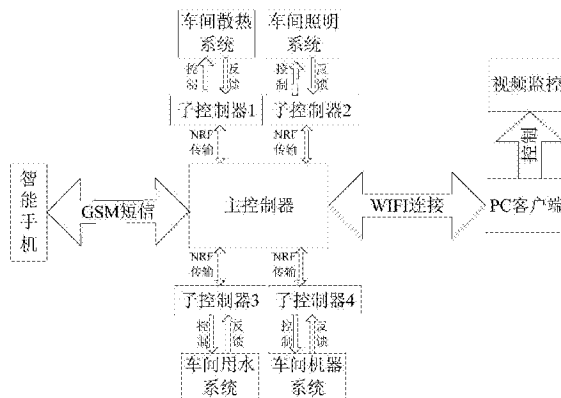 车间散热
系统
车间照明
系统
控制
反馈
控制
反馈
视频监控
子控制器1
子控制器2
控制
NRF
传输
NRF
传输
智能手机
GSM短信
主控制器
WIFI连接
PC客户端
NRF
传输
NRF
传输
子控制器3
子控制器4
控制
反馈
控制
反馈
车间用水
系统
车间机器
系统